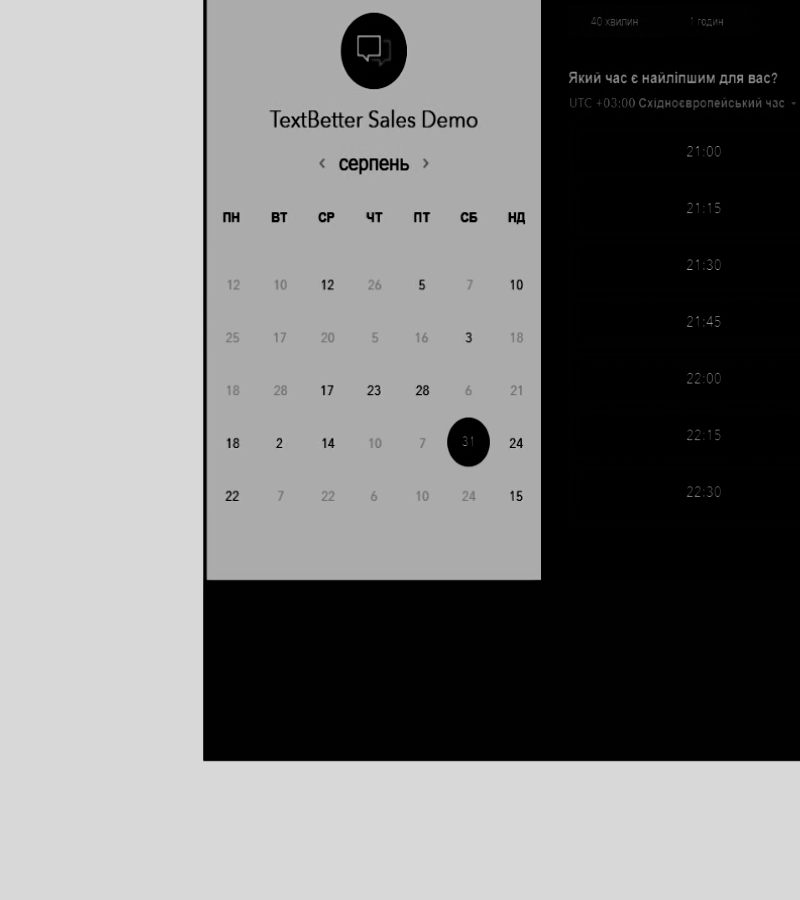 TextBetter Sales Demo
серпень
ПН ВТ СР ЧТ ПТ СБ НД
12 10 12 26 5 7 10
25 17 20 5 16 3 18
18 28 17 23 28 6 21
18 2 14 10 7 31 24
22 7 22 6 10 24 15
40 хвилин 1 годин
Який час є найліпшим для вас?
UTC +03:00 Східноєвропейський час
21:00
21:15
21:30
21:45
22:00
22:15
22:30